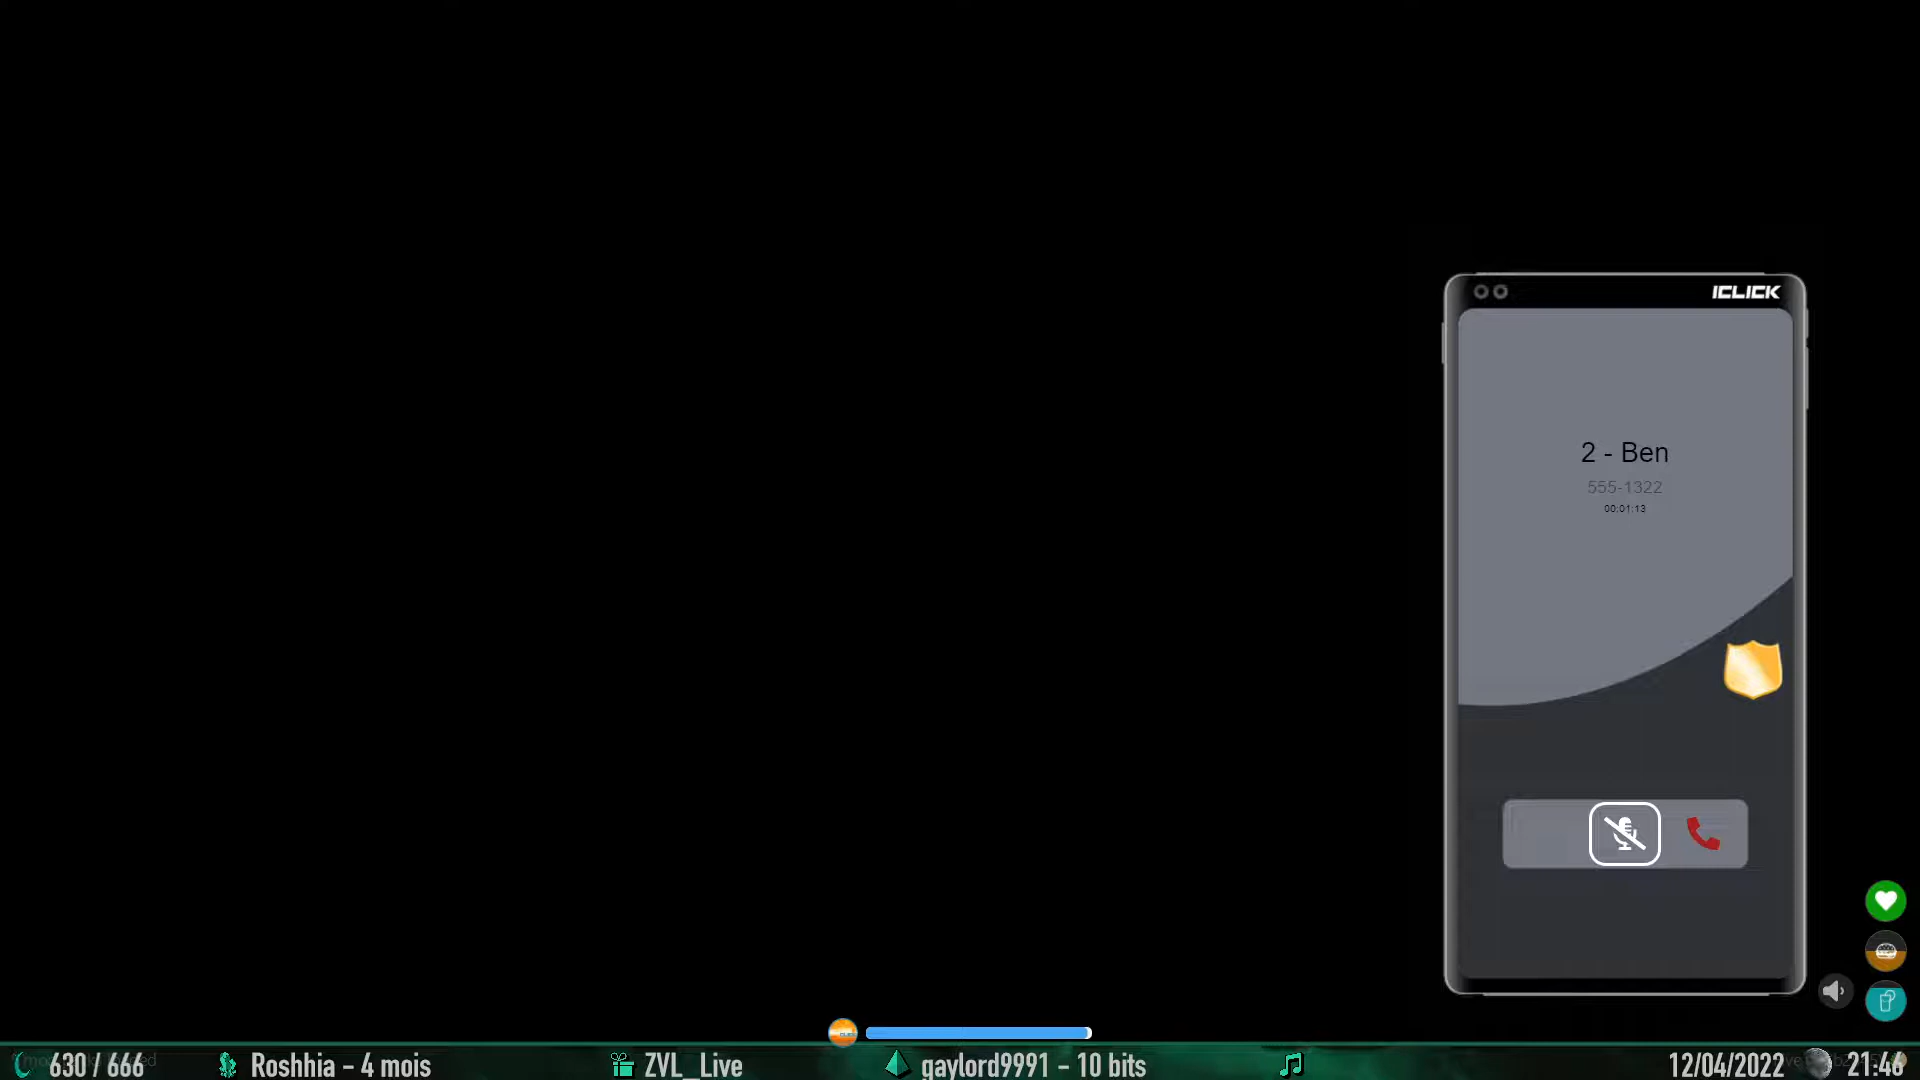 ICLICK
2 - Ben
555-1322
00:01:13
630 / 666
Roshhia - 4 mois
ZVL_Live
gaylord9991 - 10 bits
12/04/2022
21:46